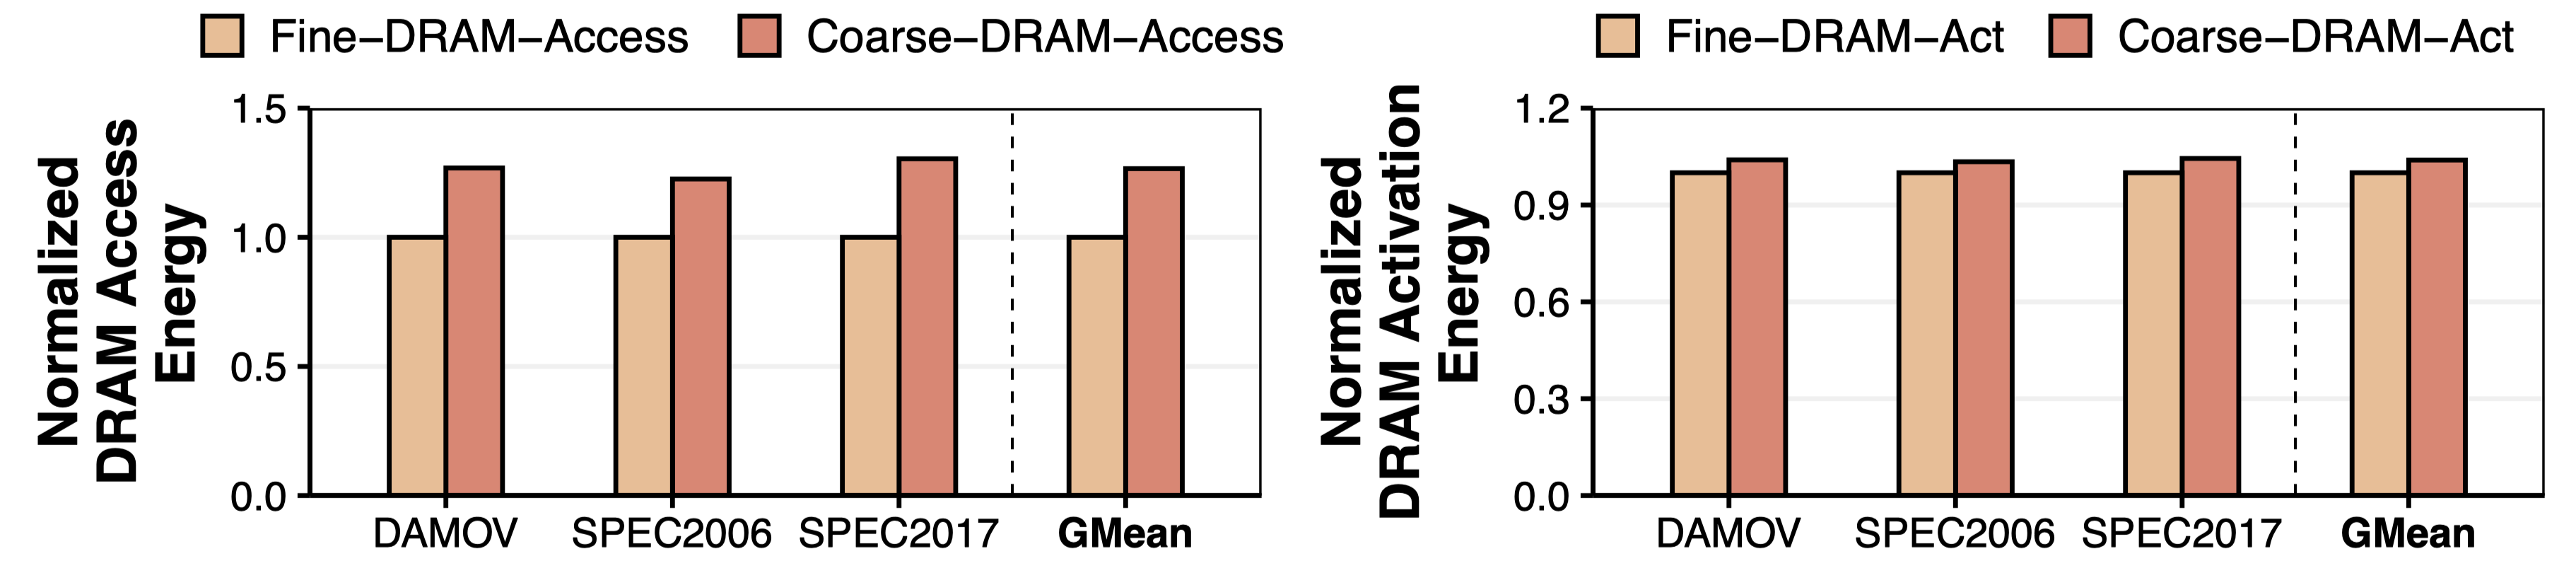 Fine−DRAM−Access Coarse−DRAM−Access
Normalized
DRAM Access
Energy
1.5
1.0
0.5
0.0
DAMOV SPEC2006 SPEC2017 GMean
Fine−DRAM−Act Coarse−DRAM−Act
Normalized
DRAM Activation
Energy
1.2
0.9
0.6
0.3
0.0
DAMOV SPEC2006 SPEC2017 GMean